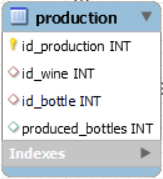 production
id_production INT
id_wine INT
id_bottle INT
produced_bottles INT
Indexes